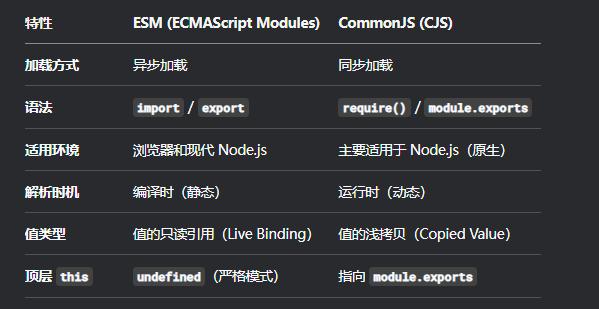 特性 ESM (ECMAScript Modules) CommonJS (CJS)
加载方式 异步加载 同步加载
语法 import / export require() / module.exports
适用环境 浏览器和现代 Node.js 主要适用于 Node.js（原生）
解析时机 编译时（静态） 运行时（动态）
值类型 值的只读引用（Live Binding） 值的浅拷贝（Copied Value）
顶层 this undefined（严格模式） 指向 module.exports